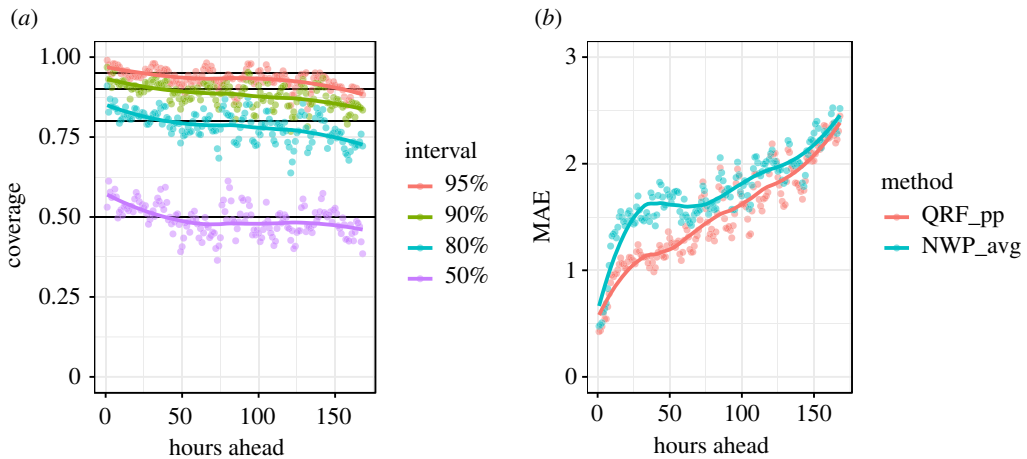 (a)
1.00
0.75
0.50
0.25
0
coverage
0 50 100 150
hours ahead
interval
95%
90%
80%
50%
(b)
3
2
1
0
MAE
0 50 100 150
hours ahead
method
QRF_pp
NWP_avg